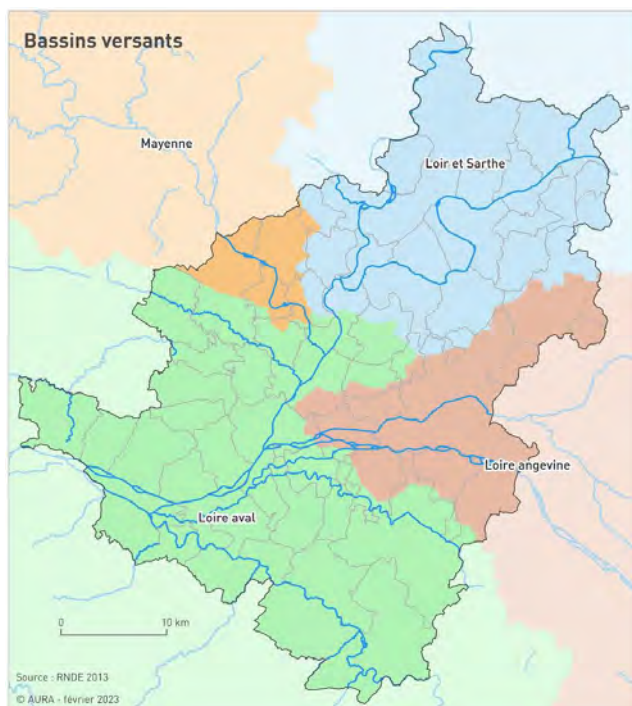 Bassins versants
Mayenne
Loir et Sarthe
Loire angevine
Loire aval
0 10 km
Source : RNDE 2013
© AURA - février 2023